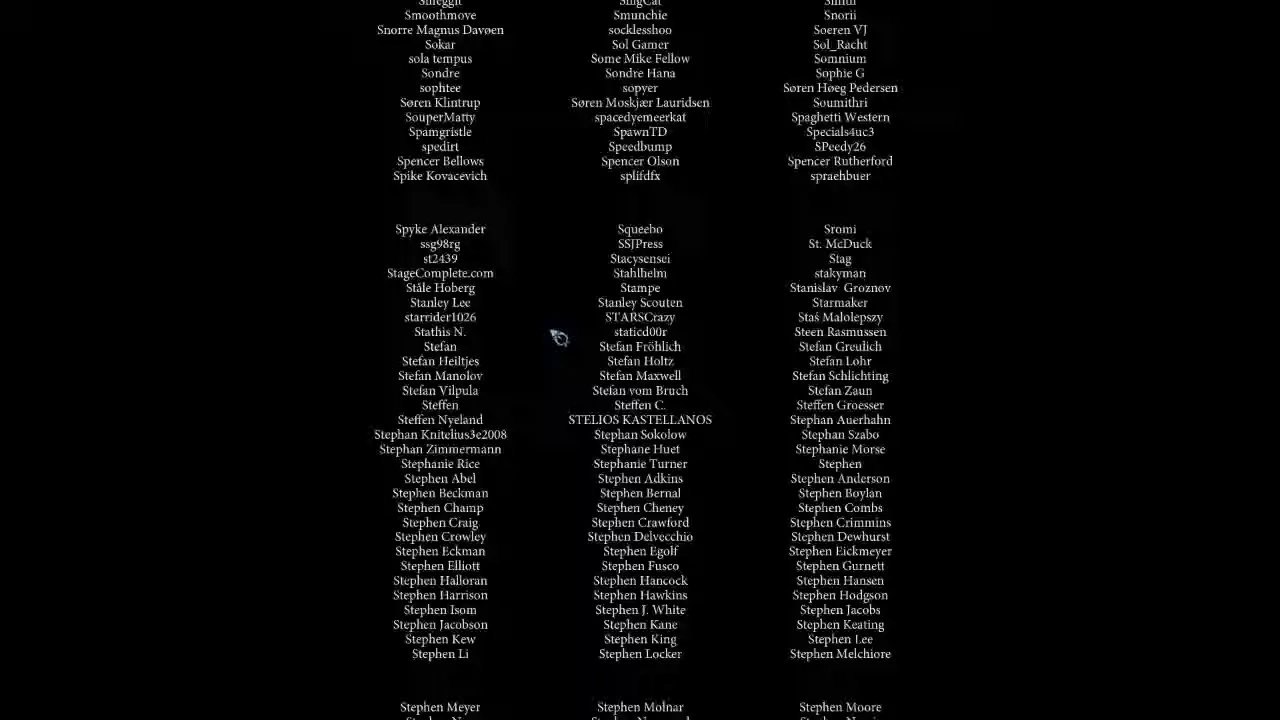 Smeggit SingCat Smith
Smoothmove Smunchie Snorii
Snorre Magnus Davøen socklesshoo Soeren VJ
Sokar Sol Gamer Sol_Racht
sola tempus Some Mike Fellow Somnium
Sondre Sondre Hana Sophie G
sophtee sopyer Søren Høeg Pedersen
Søren Klintrup Søren Moskjær Lauridsen Soumithri
SouperMatty spacedyemeerkat Spaghetti Western
Spamgristle SpawnTD Specials4uc3
spedirt Speedbump SPeedy26
Spencer Bellows Spencer Olson Spencer Rutherford
Spike Kovacevich splifdfx spraehbuer
Spyke Alexander Squeebo Sromi
ssg98rg SSJPress St. McDuck
st2439 Stacysensei Stag
StageComplete.com Stahlhelm stakyman
Ståle Hoberg Stampe Stanislav Groznov
Stanley Lee Stanley Scouten Starmaker
starrider1026 STARSCrazy Staś Malolepszy
Stathis N. staticd00r Steen Rasmussen
Stefan Stefan Fröhlich Stefan Greulich
Stefan Heiltjes Stefan Holtz Stefan Lohr
Stefan Manolov Stefan Maxwell Stefan Schlichting
Stefan Vilpula Stefan vom Bruch Stefan Zaun
Steffen Steffen C. Steffen Groesser
Steffen Nyeland STELIOS KASTELLANOS Stephan Auerhahn
Stephan Knitelius3e2008 Stephan Sokolow Stephan Szabo
Stephan Zimmermann Stephane Huet Stephanie Morse
Stephanie Rice Stephanie Turner Stephen
Stephen Abel Stephen Adkins Stephen Anderson
Stephen Beckman Stephen Bernal Stephen Boylan
Stephen Champ Stephen Cheney Stephen Combs
Stephen Craig Stephen Crawford Stephen Crimmins
Stephen Crowley Stephen Delvecchio Stephen Dewhurst
Stephen Eckman Stephen Egolf Stephen Eickmeyer
Stephen Elliott Stephen Fusco Stephen Gurnett
Stephen Halloran Stephen Hancock Stephen Hansen
Stephen Harrison Stephen Hawkins Stephen Hodgson
Stephen Isom Stephen J. White Stephen Jacobs
Stephen Jacobson Stephen Kane Stephen Keating
Stephen Kew Stephen King Stephen Lee
Stephen Li Stephen Locker Stephen Melchiore
Stephen Meyer Stephen Molnar Stephen Moore